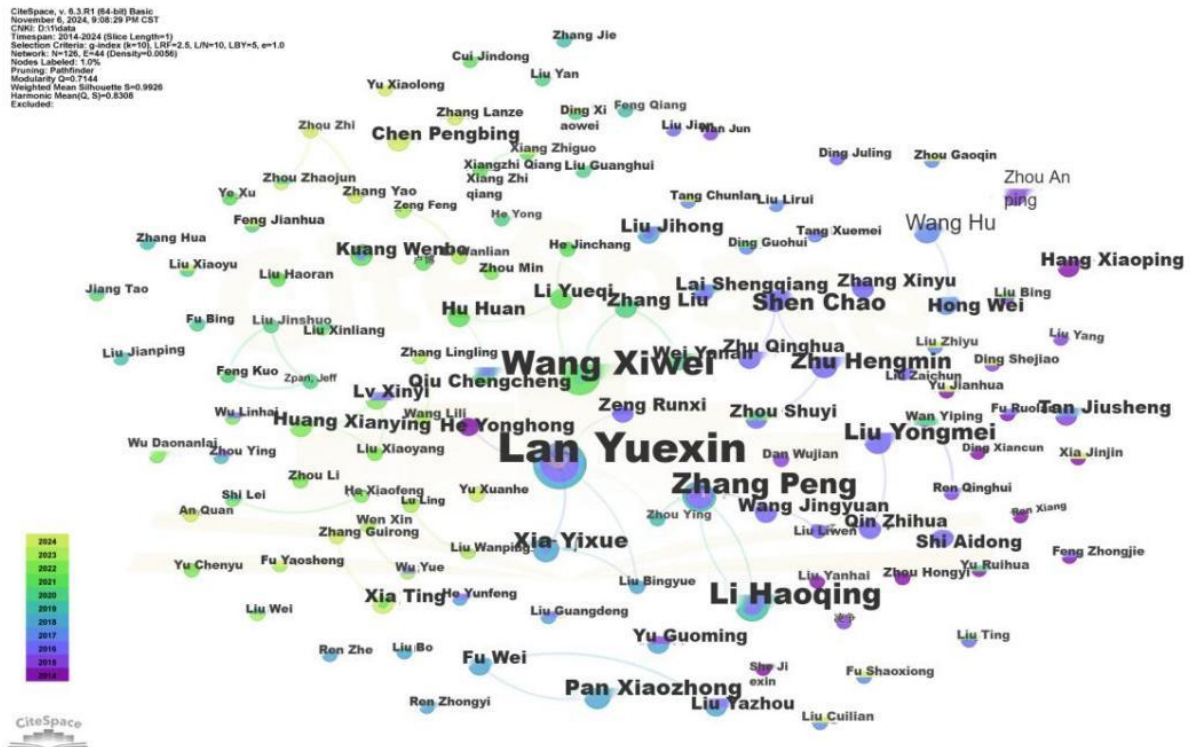 CiteSpace, v. 6.3.R1 (64-bit) Basic
November 6, 2024, 9:08:29 PM CST
CNKI: D:\1\data
Timespan: 2014-2024 (Slice Length=1)
Selection Criteria: g-index (k=10), LRF=2.5, L/N=10, LBY=5, e=1.0
Network: N=126, E=44 (Density=0.0056)
Nodes Labeled: 1.0%
Pruning: Pathfinder
Modularity Q=0.7144
Weighted Mean Silhouette S=0.9926
Harmonic Mean(Q, S)=0.8308
Excluded:
Zhang Jie
Cui Jindong
Liu Yan
Yu Xiaolong
Zhang Lanze
Ding Xi
aowei
Feng Qiang
Zhou Zhi
Chen Pengbing
Liu Jian
Wan Jun
Xiang Zhiguo
Xiangzhi Qiang
Liu Guanghui
Xiang Zhi
qiang
Ding Juling
Zhou Gaoqin
Zhou An
ping
Zhou Zhaojun
Ye Xu
Zhang Yao
Zeng Feng
Tang Chunlan
Liu Lirui
He Yong
Feng Jianhua
Liu Jihong
Tang Xuemei
Wang Hu
Zhang Hua
Kuang Wenbo
Wanlian
He Jinchang
Ding Guohui
Hang Xiaoping
Liu Xiaoyu
Liu Haoran
Zhou Min
Jiang Tao
Li Yueqi
Zhang Liu
Lai Shengqiang
Zhang Xinyu
Shen Chao
Hong Wei
Liu Bing
Hu Huan
Fu Bing
Liu Jinshuo
Liu Xinliang
Liu Yang
Liu Jianping
Zhang Lingling
Wang Xiwei
Wei Yanan
Zhu Qinghua
Zhu Hengmin
Liu Zhiyu
Ding Shejiao
Feng Kuo
Zpan, Jeff
Qiu Chengcheng
Liu Zaichun
Yu Jianhua
Lv Xinyi
Wu Linhai
Huang Xianying
Wang Lili
He Yonghong
Zeng Runxi
Zhou Shuyi
Wan Yiping
Tan Jiusheng
Liu Yongmei
Wu Daonanlai
Zhou Ying
Liu Xiaoyang
Lan Yuexin
Dan Wujian
Ding Xiancun
Xia Jinjin
Zhou Li
Zhang Peng
Ren Qinghui
Shi Lei
He Xiaofeng
Lu Ling
Yu Xuanhe
An Quan
Wen Xin
Zhang Guirong
Zhou Ying
Wang Jingyuan
Ren Xiang
Liu Liwen
Qin Zhihua
Shi Aidong
Xia Yixue
Liu Wanping
Feng Zhongjie
Yu Chenyu
Fu Yaosheng
Wu Yue
Liu Bingyue
Liu Yanhai
Zhou Hongyi
Yu Ruihua
Xia Ting
He Yunfeng
Li Haoqing
Liu Wei
Liu Guangdeng
Yu Guoming
Liu Ting
Ren Zhe
Liu Bo
Fu Wei
She Ji
exin
Fu Shaoxiong
Pan Xiaozhong
Liu Yazhou
Ren Zhongyi
Liu Cuilian
2024
2023
2022
2021
2020
2019
2018
2017
2016
2015
2014
CiteSpace